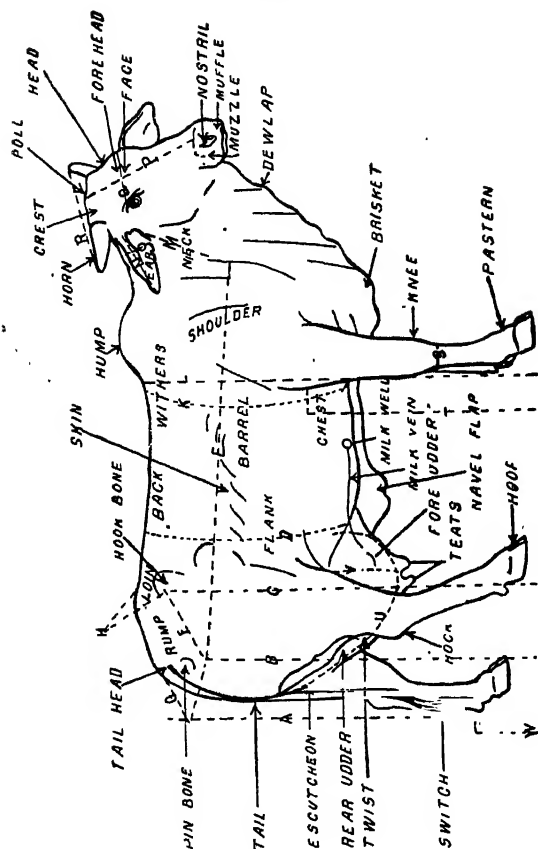 POLL
HEAD
FOREHEAD
FACE
CREST
HORN
R
P
NOSTRIL
MUFFLE
MUZZLE
DEWLAP
NECK
EAR
HUMP
SHOULDER
BRISKET
KNEE
PASTERN
S
WITHERS
L
K
SKIN
BACK
BARREL
E
CHEST
MILK WELL
MILK VEIN
FORE UDDER
NAVEL FLAP
TEATS
HOOF
HOOK BONE
LOIN
FLANK
D
H
G
V
U
RUMP
F
B
HOCK
TAIL HEAD
Q
PIN BONE
TAIL
A
ESCUTCHEON
REAR UDDER
TWIST
SWITCH
W